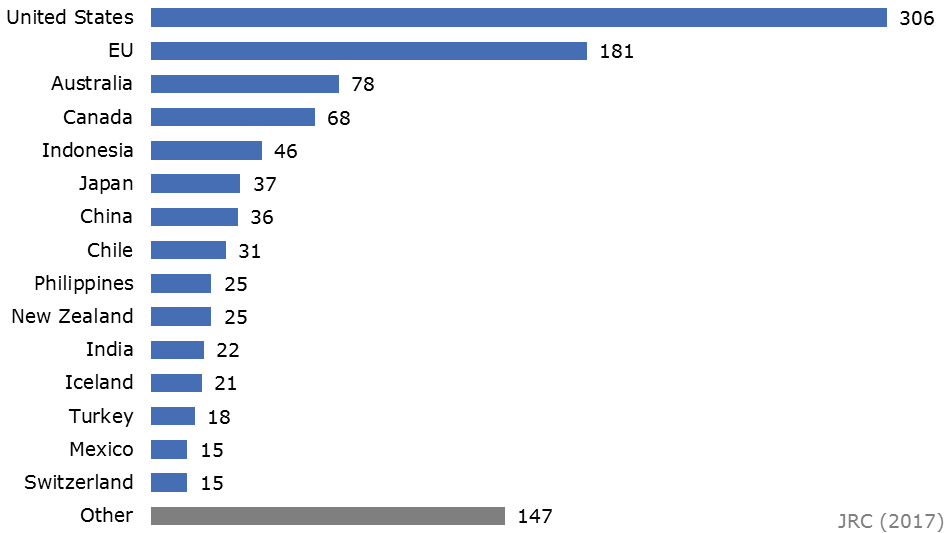 United States 306
EU 181
Australia 78
Canada 68
Indonesia 46
Japan 37
China 36
Chile 31
Philippines 25
New Zealand 25
India 22
Iceland 21
Turkey 18
Mexico 15
Switzerland 15
Other 147
JRC (2017)